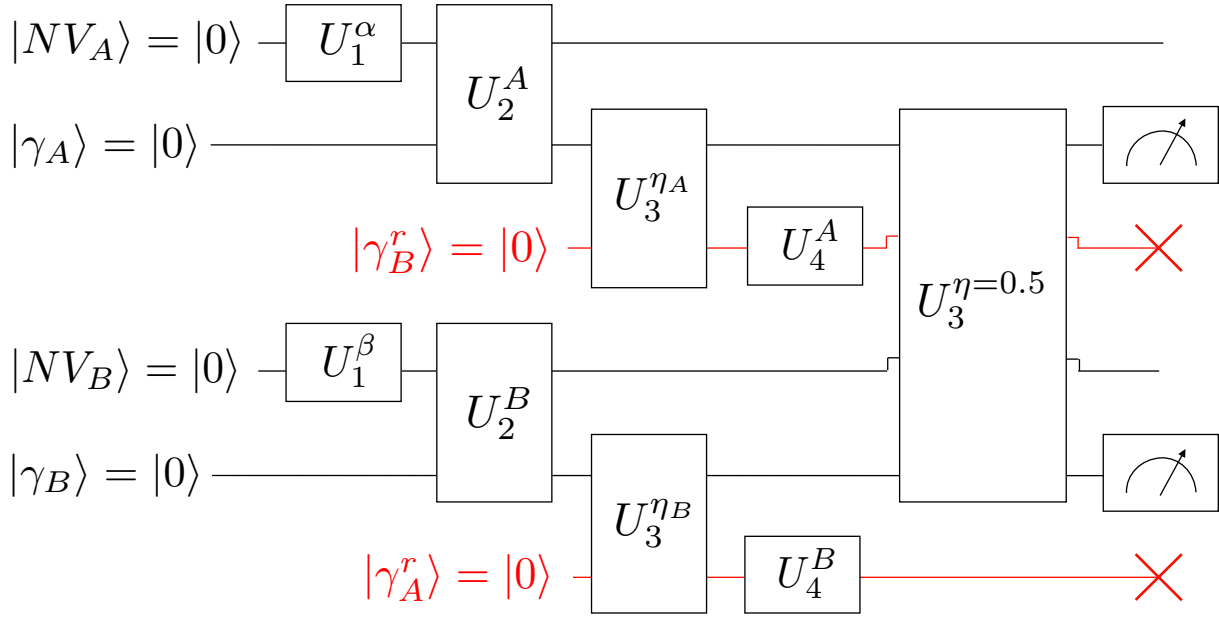 |NV_A⟩ = |0⟩ U_1^α
U_2^A
|γ_A⟩ = |0⟩
U_3^{η_A}
|γ_B^r⟩ = |0⟩ U_4^A
U_3^{η=0.5}
|NV_B⟩ = |0⟩ U_1^β
U_2^B
|γ_B⟩ = |0⟩
U_3^{η_B}
|γ_A^r⟩ = |0⟩ U_4^B